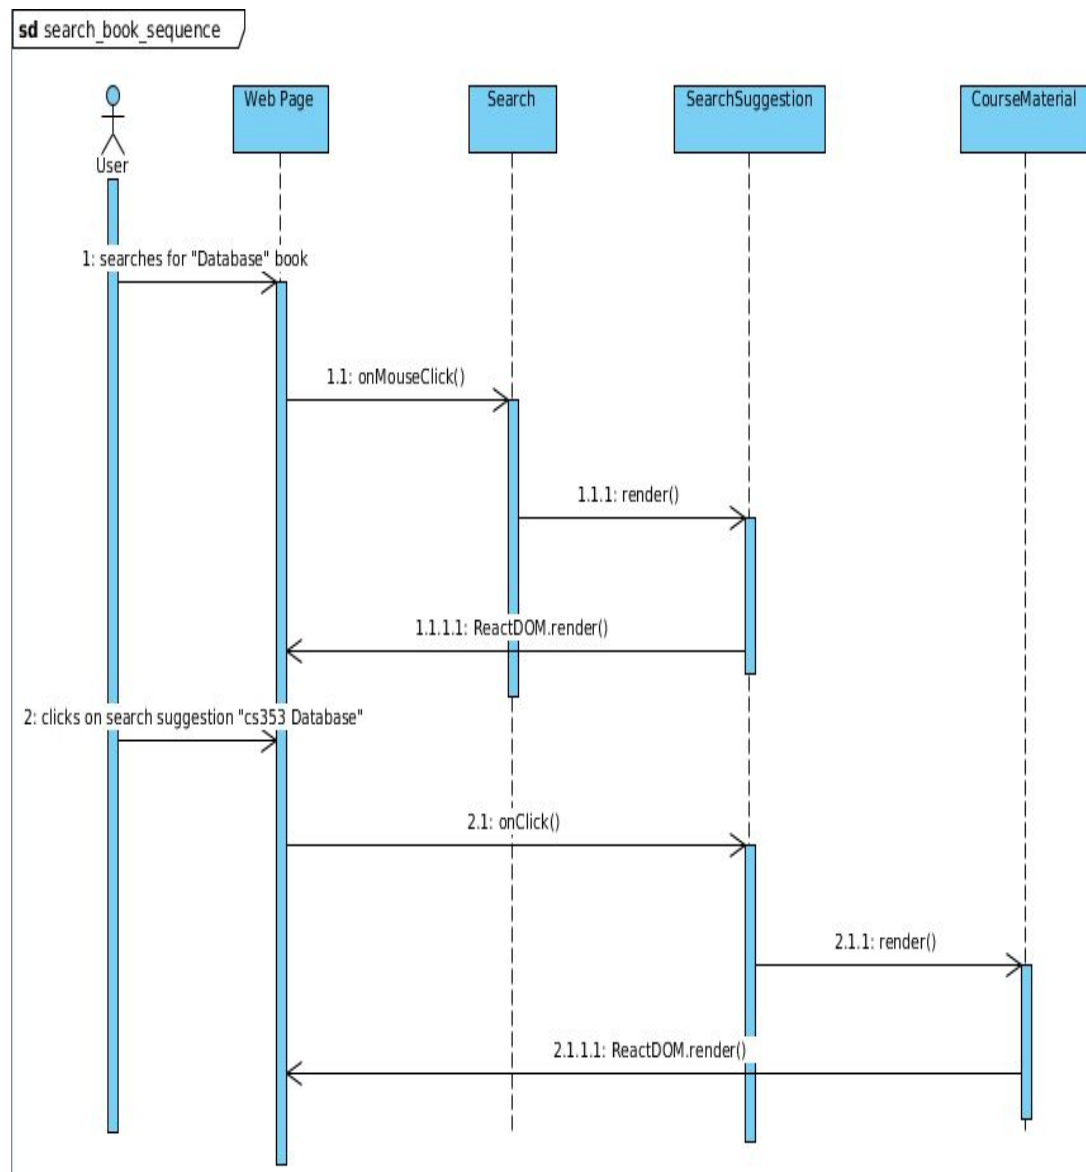 sd search_book_sequence
User
Web Page
Search
SearchSuggestion
CourseMaterial
1: searches for "Database" book
1.1: onMouseClick()
1.1.1: render()
1.1.1.1: ReactDOM.render()
2: clicks on search suggestion "cs353 Database"
2.1: onClick()
2.1.1: render()
2.1.1.1: ReactDOM.render()